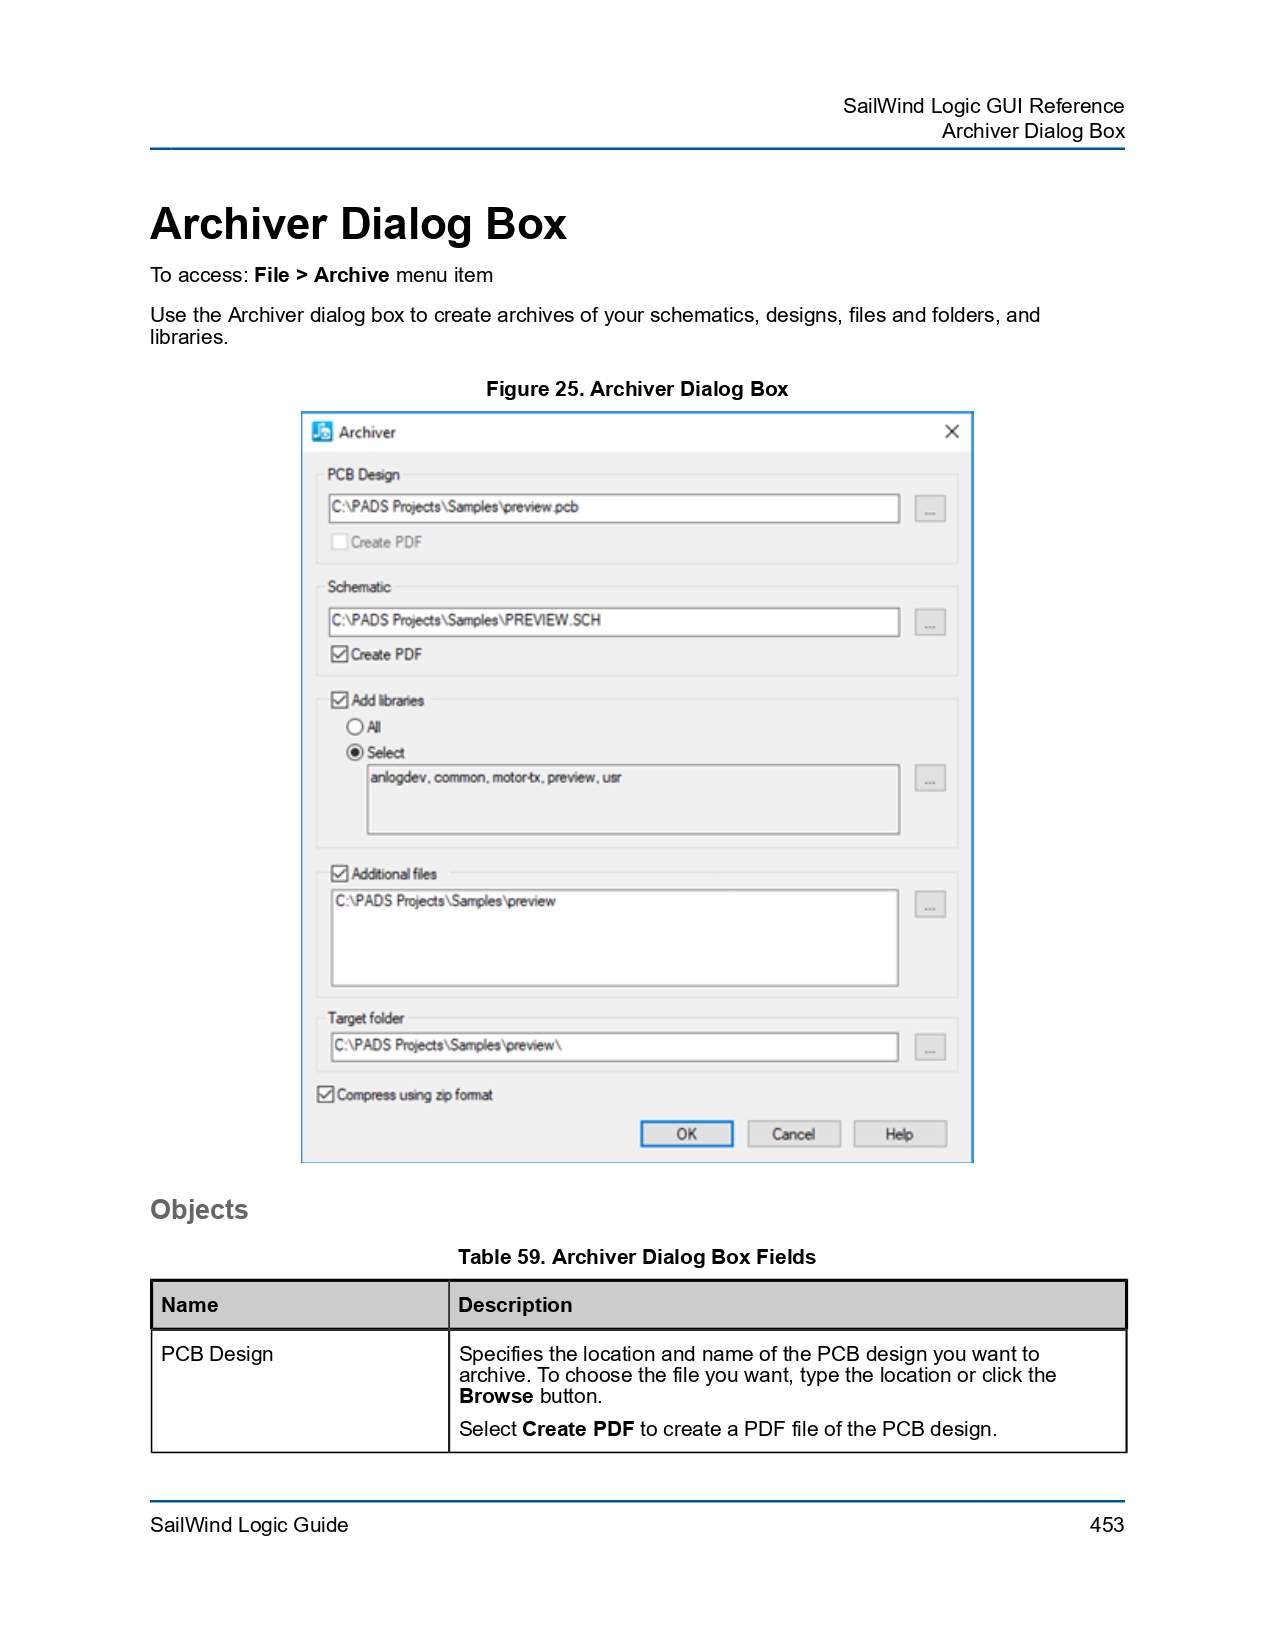 SailWind Logic GUI Reference
Archiver Dialog Box
Archiver Dialog Box
To access: File > Archive menu item
Use the Archiver dialog box to create archives of your schematics, designs, files and folders, and
libraries.
Figure 25. Archiver Dialog Box
Archiver
PCB Design
C:\PADS Projects\Samples\preview.pcb
...
Create PDF
Schematic
C:\PADS Projects\Samples\PREVIEW.SCH
...
Create PDF
Add libraries
All
Select
anlogdev, common, motor-tx, preview, usr
...
Additional files
C:\PADS Projects\Samples\preview
...
Target folder
C:\PADS Projects\Samples\preview\
...
Compress using zip format
OK Cancel Help
Objects
Table 59. Archiver Dialog Box Fields
Name Description
PCB Design Specifies the location and name of the PCB design you want to
archive. To choose the file you want, type the location or click the
Browse button.
Select Create PDF to create a PDF file of the PCB design.
SailWind Logic Guide 453